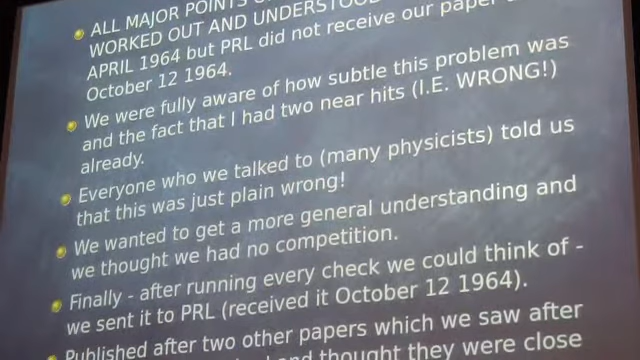 ALL MAJOR POINTS
WORKED OUT AND UNDERSTOOD
APRIL 1964 but PRL did not receive our paper
October 12 1964.
We were fully aware of how subtle this problem was
and the fact that I had two near hits (I.E. WRONG!)
already.
Everyone who we talked to (many physicists) told us
that this was just plain wrong!
We wanted to get a more general understanding and
we thought we had no competition.
Finally - after running every check we could think of -
we sent it to PRL (received it October 12 1964).
Published after two other papers which we saw after
and thought they were close